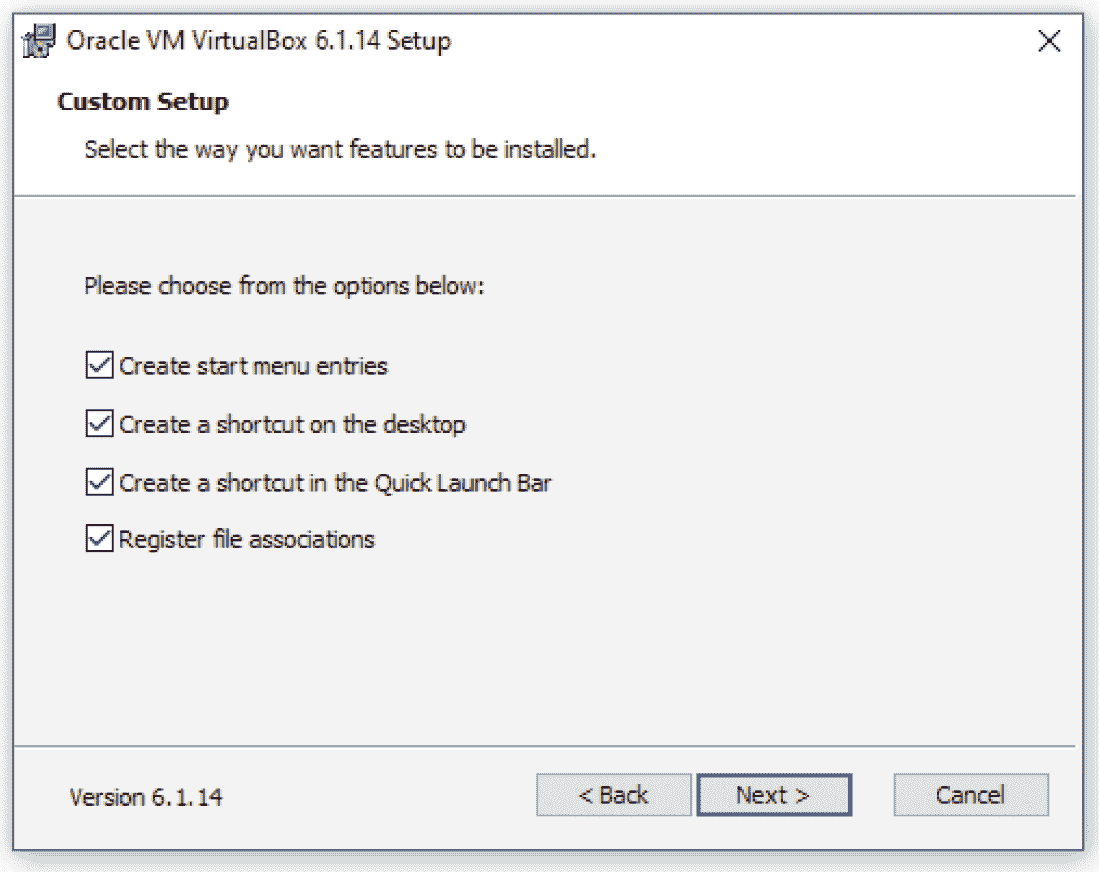 Oracle VM VirtualBox 6.1.14 Setup
Custom Setup
Select the way you want features to be installed.
Please choose from the options below:
Create start menu entries
Create a shortcut on the desktop
Create a shortcut in the Quick Launch Bar
Register file associations
Version 6.1.14
< Back
Next >
Cancel